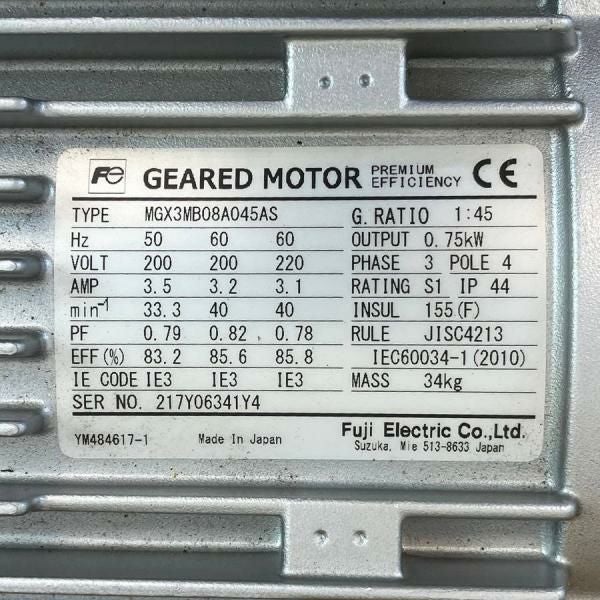 Fe GEARED MOTOR PREMIUM EFFICIENCY CE
TYPE MGX3MB08A045AS G.RATIO 1:45
Hz 50 60 60 OUTPUT 0.75kW
VOLT 200 200 220 PHASE 3 POLE 4
AMP 3.5 3.2 3.1 RATING S1 IP 44
min⁻¹ 33.3 40 40 INSUL 155(F)
PF 0.79 0.82 0.78 RULE JISC4213
EFF(%) 83.2 85.6 85.8 IEC60034-1(2010)
IE CODE IE3 IE3 IE3 MASS 34kg
SER NO. 217Y06341Y4
YM484617-1 Made In Japan Fuji Electric Co.,Ltd.
Suzuka, Mie 513-8633 Japan